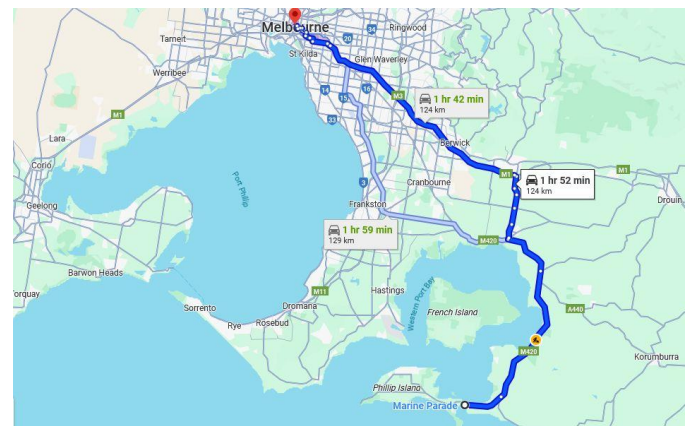 Melbourne
Ringwood
Tarneit
20
St Kilda
Glen Waverley
Werribee
14
15
16
M3
1 hr 42 min
124 km
M1
33
Berwick
Lara
Corio
Port Phillip
3
Cranbourne
M1
1 hr 52 min
124 km
M1
Drouin
Geelong
Frankston
1 hr 59 min
129 km
M420
Barwon Heads
Torquay
Sorrento
Rye
Rosebud
Dromana
M11
Hastings
Western Port Bay
French Island
A440
M420
Korumburra
Phillip Island
Marine Parade